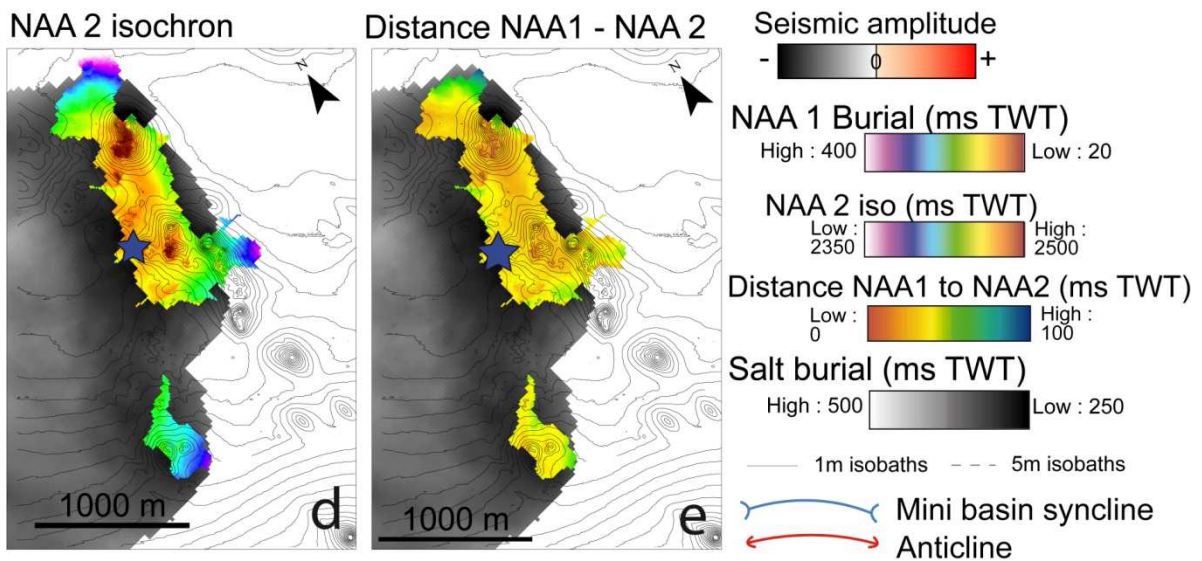 NAA 2 isochron
N
1000 m
d
Distance NAA1 - NAA 2
N
1000 m
e
Seismic amplitude
- 0 +
NAA 1 Burial (ms TWT)
High : 400 Low : 20
NAA 2 iso (ms TWT)
Low : High :
2350 2500
Distance NAA1 to NAA2 (ms TWT)
Low : High :
0 100
Salt burial (ms TWT)
High : 500 Low : 250
1m isobaths 5m isobaths
Mini basin syncline
Anticline